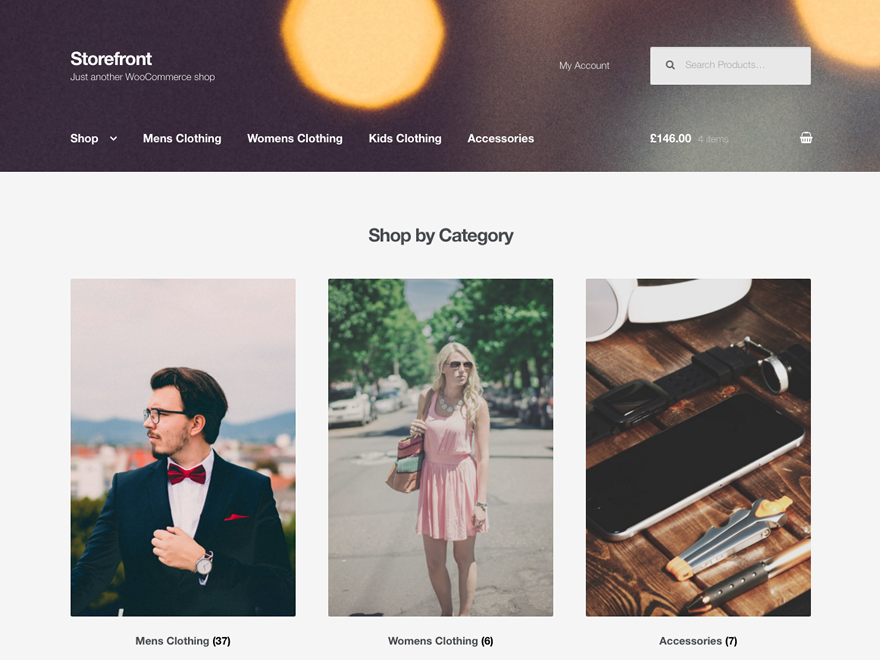 Storefront
Just another WooCommerce shop
My Account
Search Products...
Shop
Mens Clothing
Womens Clothing
Kids Clothing
Accessories
£146.00 4 items
Shop by Category
Mens Clothing (37)
Womens Clothing (6)
Accessories (7)